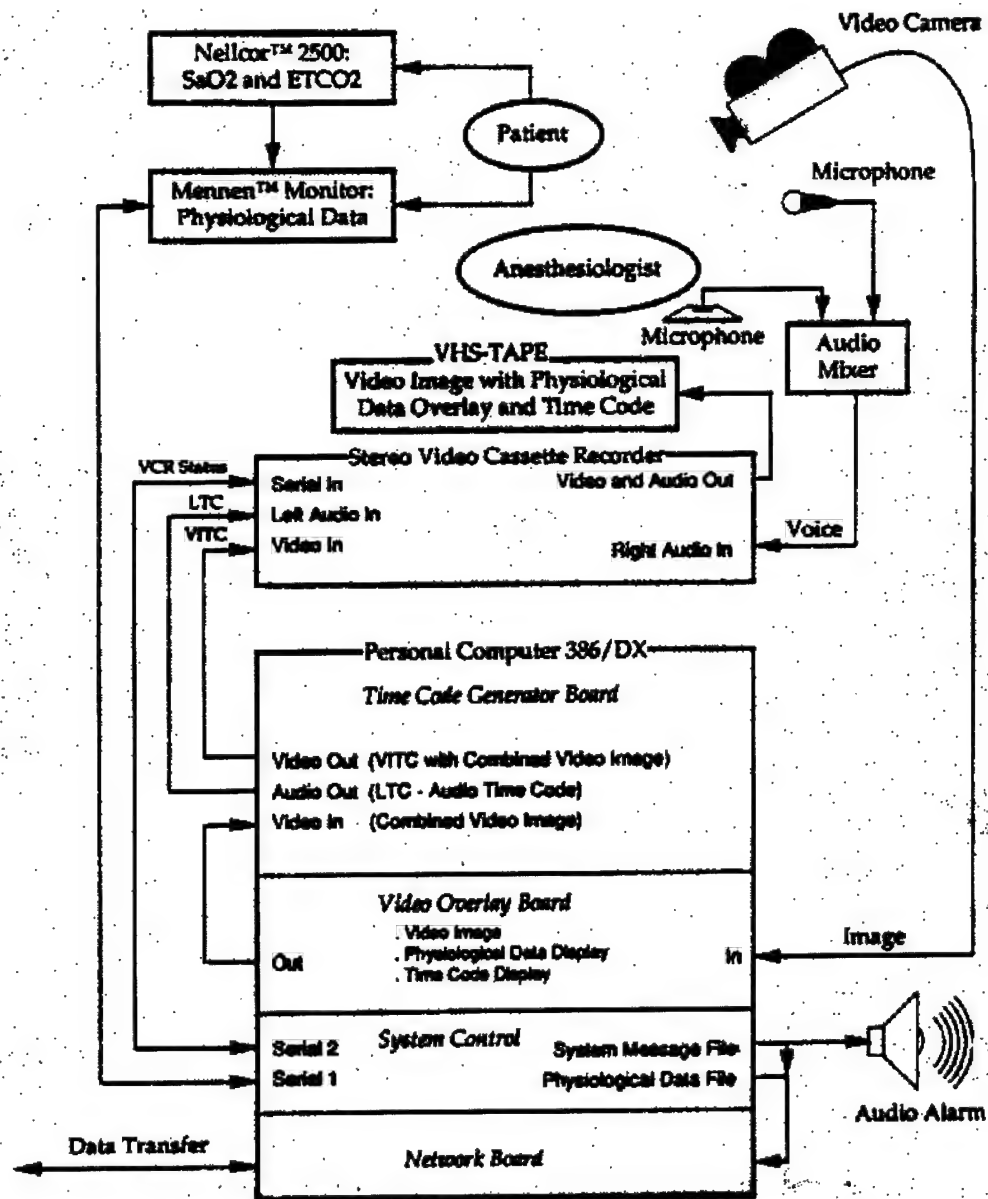 Video Camera
Nellcor™ 2500:
SaO2 and ETCO2
Patient
Mennen™ Monitor:
Physiological Data
Microphone
Anesthesiologist
Microphone
Audio
Mixer
VHS-TAPE
Video Image with Physiological
Data Overlay and Time Code
Stereo Video Cassette Recorder
VCR Status
Serial In
Video and Audio Out
LTC
Left Audio In
VITC
Video In
Right Audio In
Voice
Personal Computer 386/DX
Time Code Generator Board
Video Out (VITC with Combined Video Image)
Audio Out (LTC - Audio Time Code)
Video In (Combined Video Image)
Video Overlay Board
. Video Image
. Physiological Data Display
. Time Code Display
Out
In
Image
System Control
Serial 2
System Message File
Serial 1
Physiological Data File
Audio Alarm
Data Transfer
Network Board